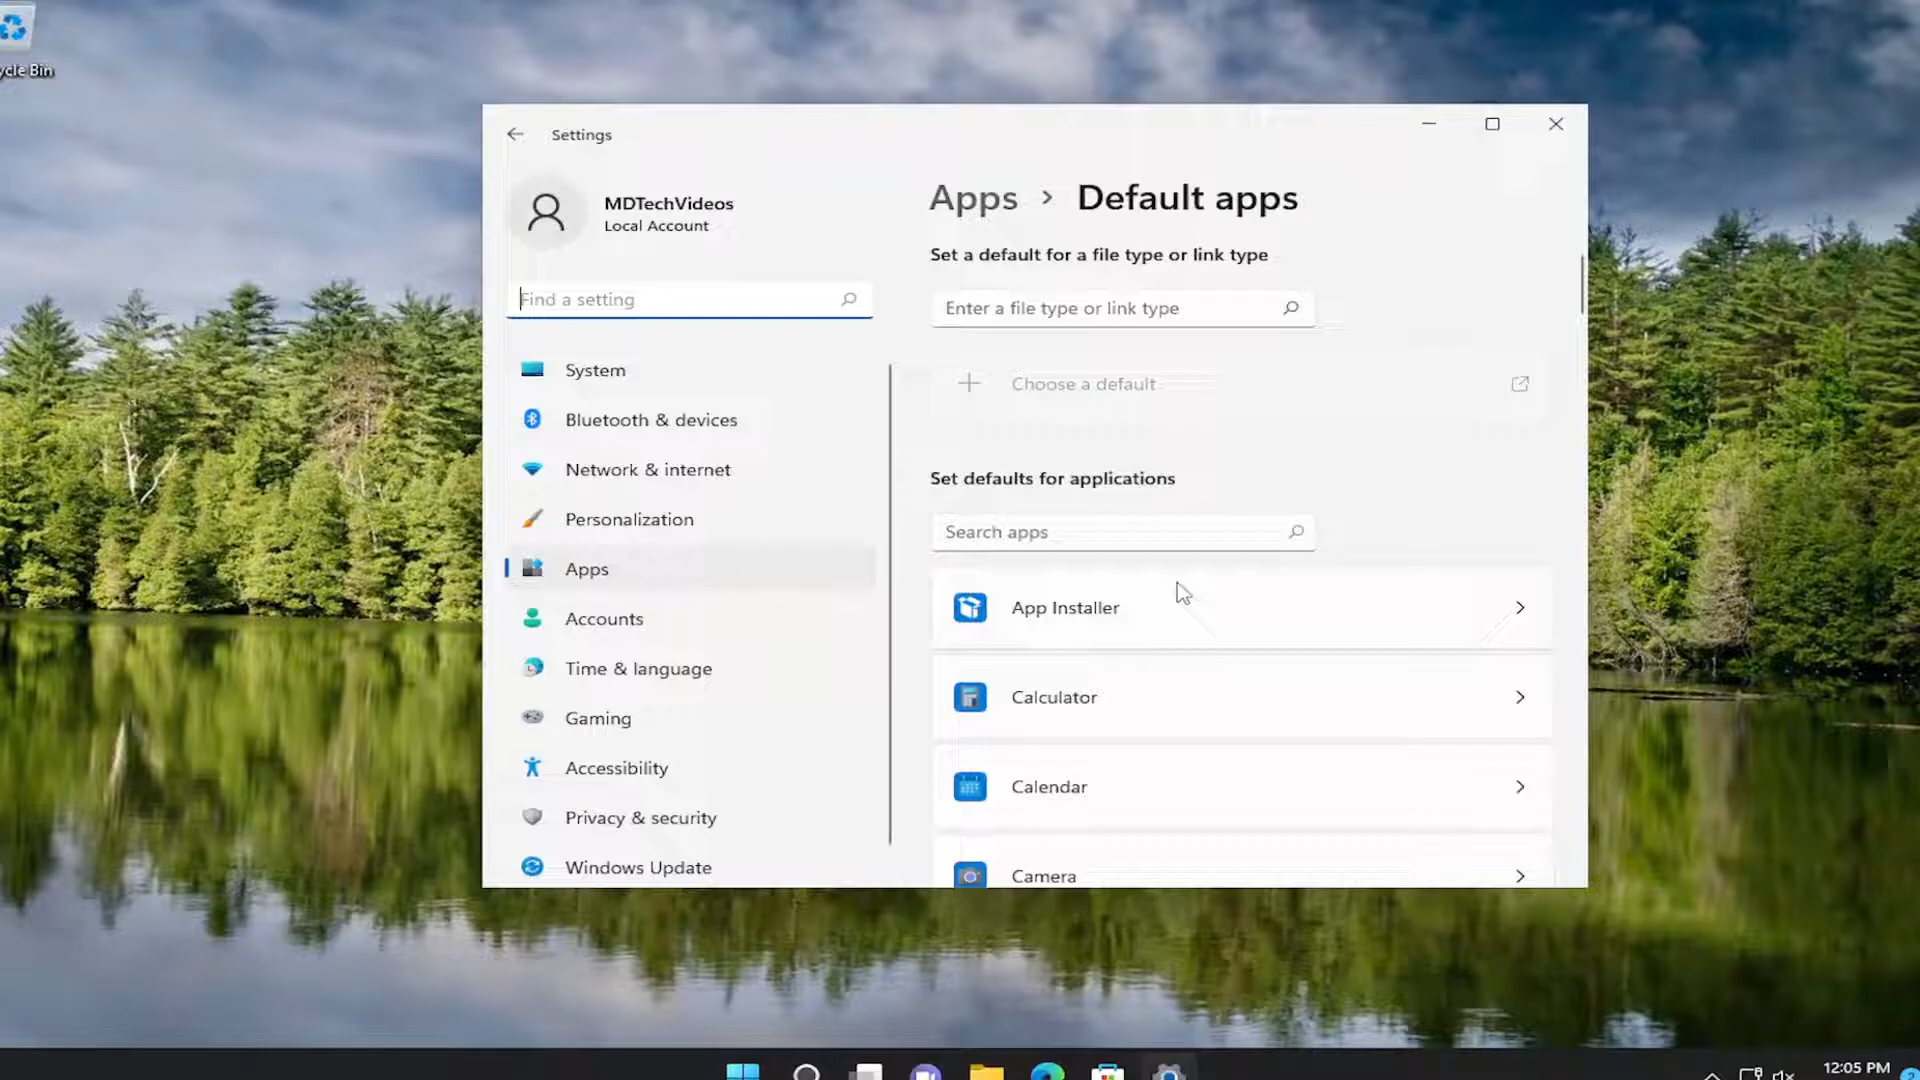 ycle Bin
Settings
MDTechVideos
Local Account
Find a setting
System
Bluetooth & devices
Network & internet
Personalization
Apps
Accounts
Time & language
Gaming
Accessibility
Privacy & security
Windows Update
Apps > Default apps
Set a default for a file type or link type
Enter a file type or link type
Choose a default
Set defaults for applications
Search apps
App Installer
Calculator
Calendar
Camera
12:05 PM
2